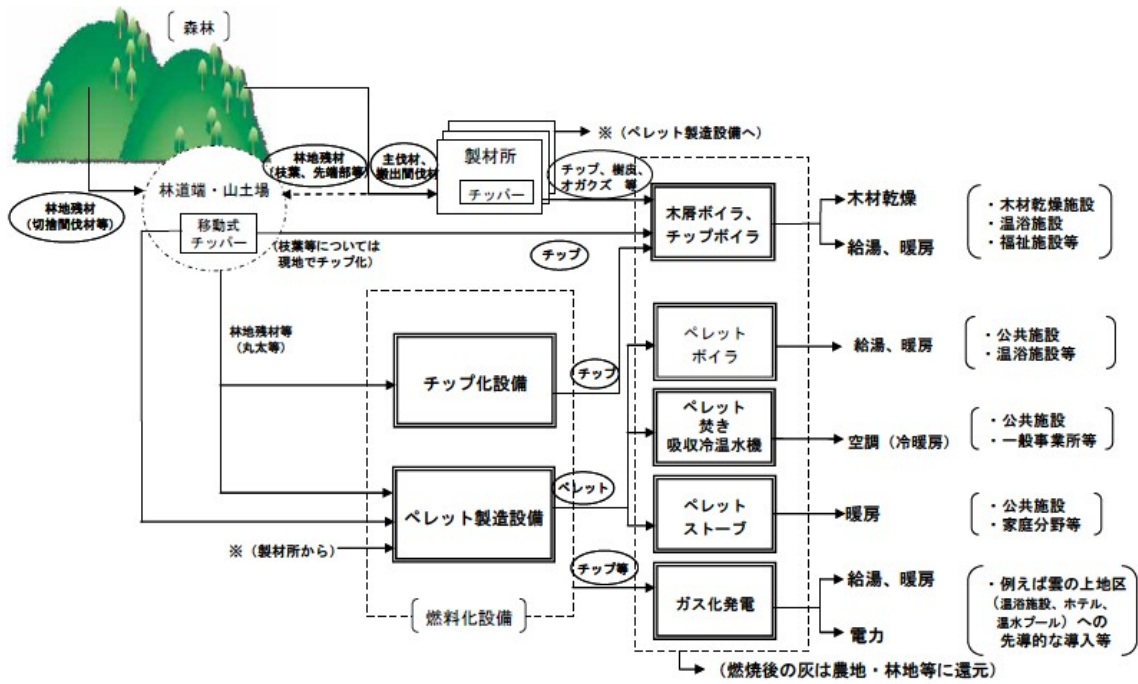 森林
林地残材
（枝葉、先端部等）
主伐材、
搬出間伐材
製材所
チッパー
※（ペレット製造設備へ）
チップ、樹皮、
オガクズ 等
林地残材
（切捨間伐材等）
林道端・山土場
移動式
チッパー
（枝葉等については
現地でチップ化）
チップ
木屑ボイラ、
チップボイラ
木材乾燥
給湯、暖房
・木材乾燥施設
・温浴施設
・福祉施設等
林地残材等
（丸太等）
チップ化設備
チップ
ペレット
ボイラ
給湯、暖房
・公共施設
・温浴施設等
ペレット
焚き
吸収冷温水機
空調（冷暖房）
・公共施設
・一般事業所等
ペレット製造設備
ペレット
ペレット
ストーブ
暖房
・公共施設
・家庭分野等
※（製材所から）
燃料化設備
チップ等
ガス化発電
給湯、暖房
電力
・例えば雲の上地区
（温浴施設、ホテル、
温水プール）への
先導的な導入等
（燃焼後の灰は農地・林地等に還元）